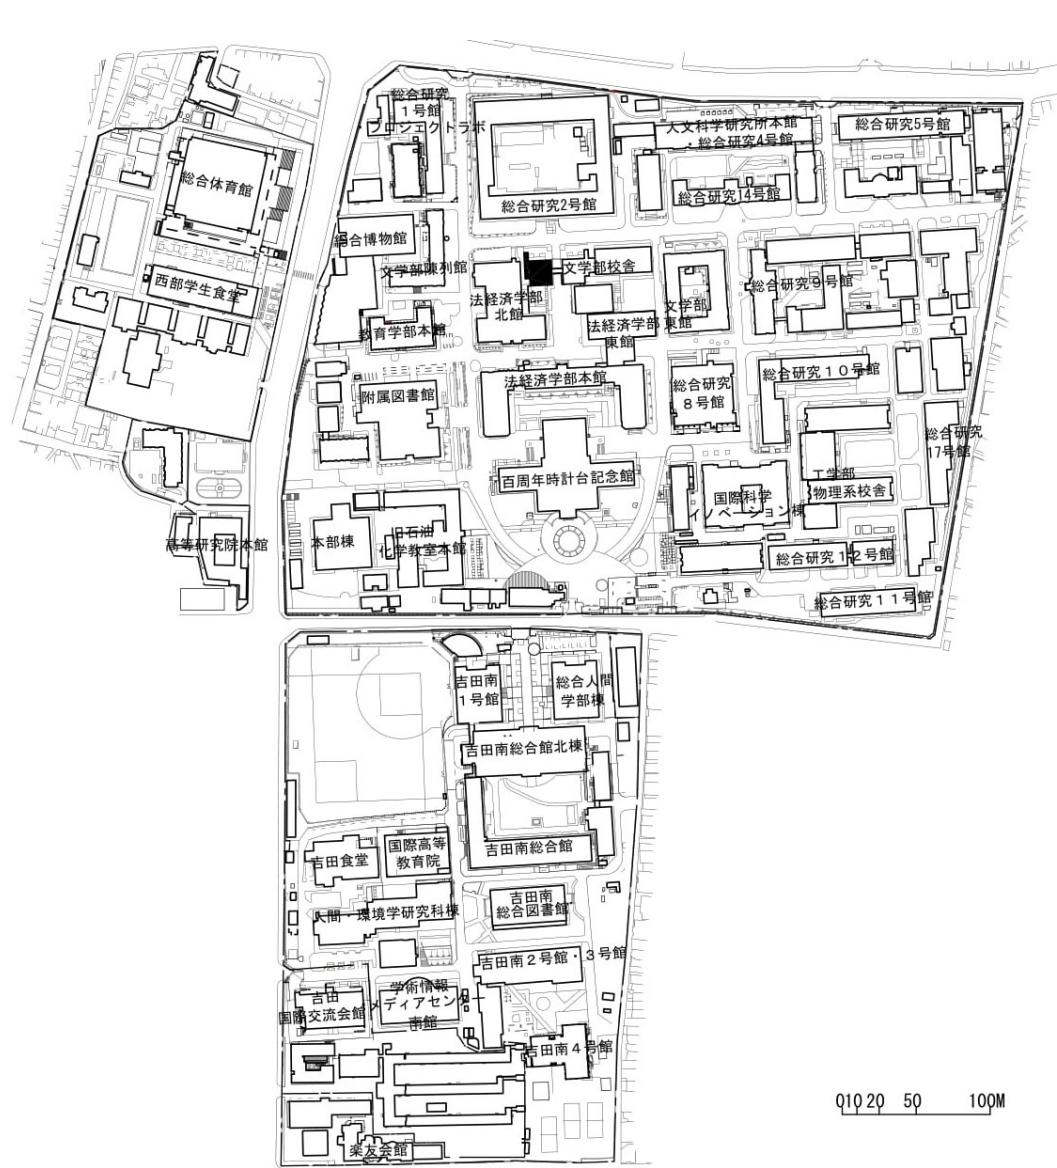 総合研究
1号館
プロジェクトラボ
人文科学研究所本館
・総合研究4号館
総合研究5号館
総合体育館
総合研究14号館
総合研究2号館
総合博物館
文学部陳列館
文学部校舎
西部学生食堂
法経済学部
北館
文学部
東館
総合研究9号館
教育学部本館
法経済学部
東館
法経済学部本館
総合研究
8号館
総合研究10号館
附属図書館
総合研究
17号館
百周年時計台記念館
国際科学
イノベーション棟
工学部
物理系校舎
高等研究院本館
本部棟
旧石油
化学教室本館
総合研究12号館
総合研究11号館
吉田南
1号館
総合人間
学部棟
吉田南総合館北棟
吉田南総合館
吉田食堂
国際高等
教育院
人間・環境学研究科棟
吉田南
総合図書館
吉田南2号館・3号館
吉田
国際交流会館
学術情報
メディアセンター
南館
吉田南4号館
楽友会館
010 20 50 100M